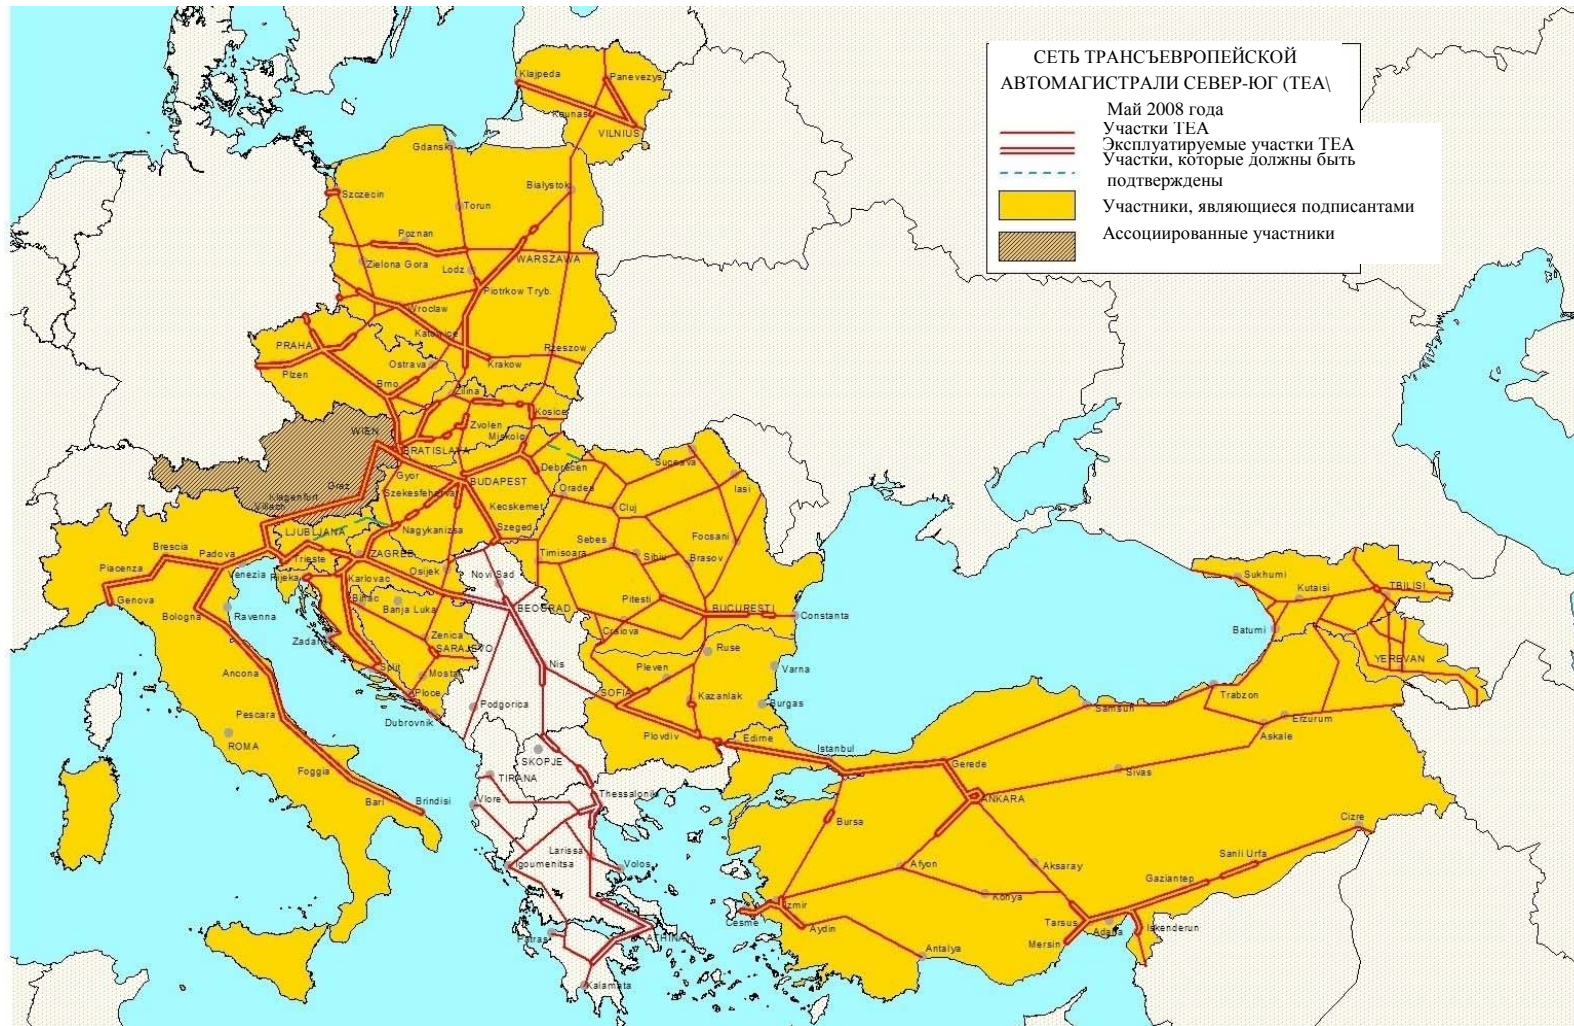 СЕТЬ ТРАНСЪЕВРОПЕЙСКОЙ
АВТОМАГИСТРАЛИ СЕВЕР-ЮГ (ТЕА\
Май 2008 года
Участки ТЕА
Эксплуатируемые участки ТЕА
Участки, которые должны быть
подтверждены
Участники, являющиеся подписантами
Ассоциированные участники
Klajpeda
Panevezys
Kaunas
VILNIUS
Gdansk
Szczecin
Bialystok
Torun
Poznan
Zielona Gora
Lodz
WARSZAWA
Piotrkow Tryb.
Wroclaw
Katowice
Krakow
Rzeszow
PRAHA
Plzen
Ostrava
Brno
Zilina
Kosice
Zvolen
Miskolc
WIEN
BRATISLAVA
Debrecen
Suceava
Iasi
Graz
Gyor
BUDAPEST
Szekesfehervar
Klagenfurt
Villach
Oradea
Cluj
Kecskemet
Nagykanizsa
Szeged
LJUBLJANA
Brescia
Padova
ZAGREB
Trieste
Piacenza
Venezia
Rijeka
Karlovac
Osijek
Timisoara
Sebes
Sibiu
Focsani
Brasov
Genova
Bologna
Ravenna
Bihac
Banja Luka
Novi Sad
BEOGRAD
Pitesti
BUCURESTI
Constanta
Craiova
Zadar
Zenica
SARAJEVO
Ancona
Split
Mostar
Ploce
Nis
Pleven
Ruse
Varna
SOFIA
Kazanlak
Burgas
Pescara
ROMA
Dubrovnik
Podgorica
Plovdiv
Edirne
Istanbul
SKOPJE
Foggia
TIRANA
Bari
Brindisi
Vlore
Thessaloniki
Larissa
Igoumenitsa
Volos
Patras
ATHINAI
Kalamata
Sukhumi
Kutaisi
TBILISI
Batumi
YEREVAN
Trabzon
Samsun
Erzurum
Askale
Gerede
Sivas
ANKARA
Bursa
Cizre
Sanli Urfa
Afyon
Aksaray
Gaziantep
Konya
Izmir
Cesme
Aydin
Tarsus
Adana
Iskenderun
Mersin
Antalya